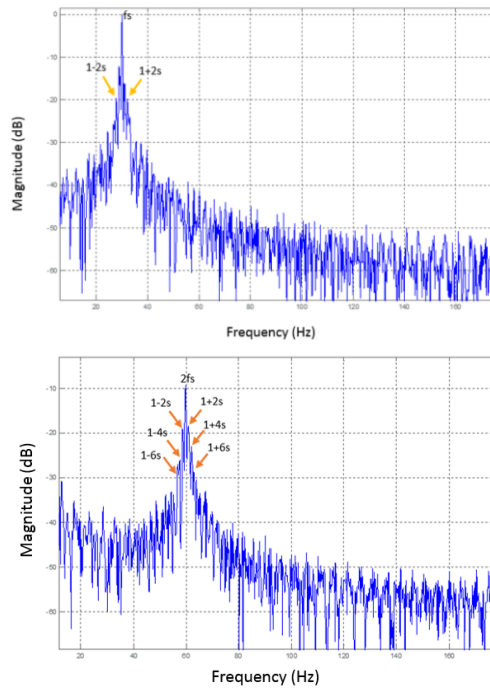 fs
1-2s 1+2s
0
-10
-20
-30
-40
-50
-60
Magnitude (dB)
20 40 60 80 100 120 140 160
Frequency (Hz)
2fs
1-2s 1+2s
1-4s 1+4s
1-6s 1+6s
-10
-20
-30
-40
-50
-60
Magnitude (dB)
20 40 60 80 100 120 140 160
Frequency (Hz)